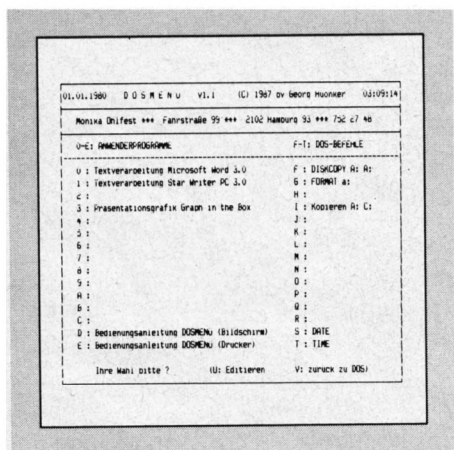 01.01.1980 D O S M E N U V1.1 (C) 1987 by Georg Huonker 03:09:14
Monika Ohlfest *** Fahrstraße 99 *** 2102 Hamburg 93 *** 752 27 48
0-E: ANWENDERPROGRAMME F-T: DOS-BEFEHLE
0 : Textverarbeitung Microsoft Word 3.0 F : DISKCOPY A: A:
1 : Textverarbeitung Star Writer PC 3.0 G : FORMAT a:
2 : H :
3 : Präsentationsgrafik Graph in the Box I : Kopieren A: C:
4 : J :
5 : K :
6 : L :
7 : M :
8 : N :
9 : O :
A : P :
B : Q :
C : R :
D : Bedienungsanleitung DOSMENU (Bildschirm) S : DATE
E : Bedienungsanleitung DOSMENU (Drucker) T : TIME
Ihre Wahl bitte ? (U: Editieren V: zurück zu DOS)